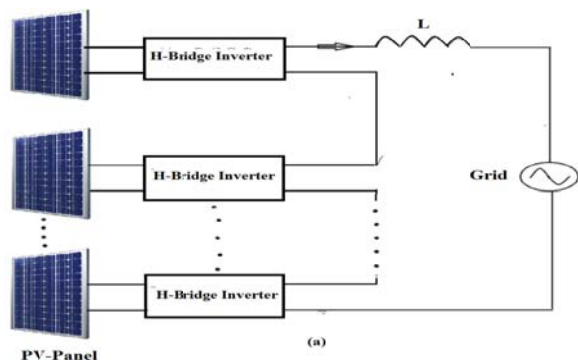 L
H-Bridge Inverter
H-Bridge Inverter
Grid
H-Bridge Inverter
(a)
PV-Panel